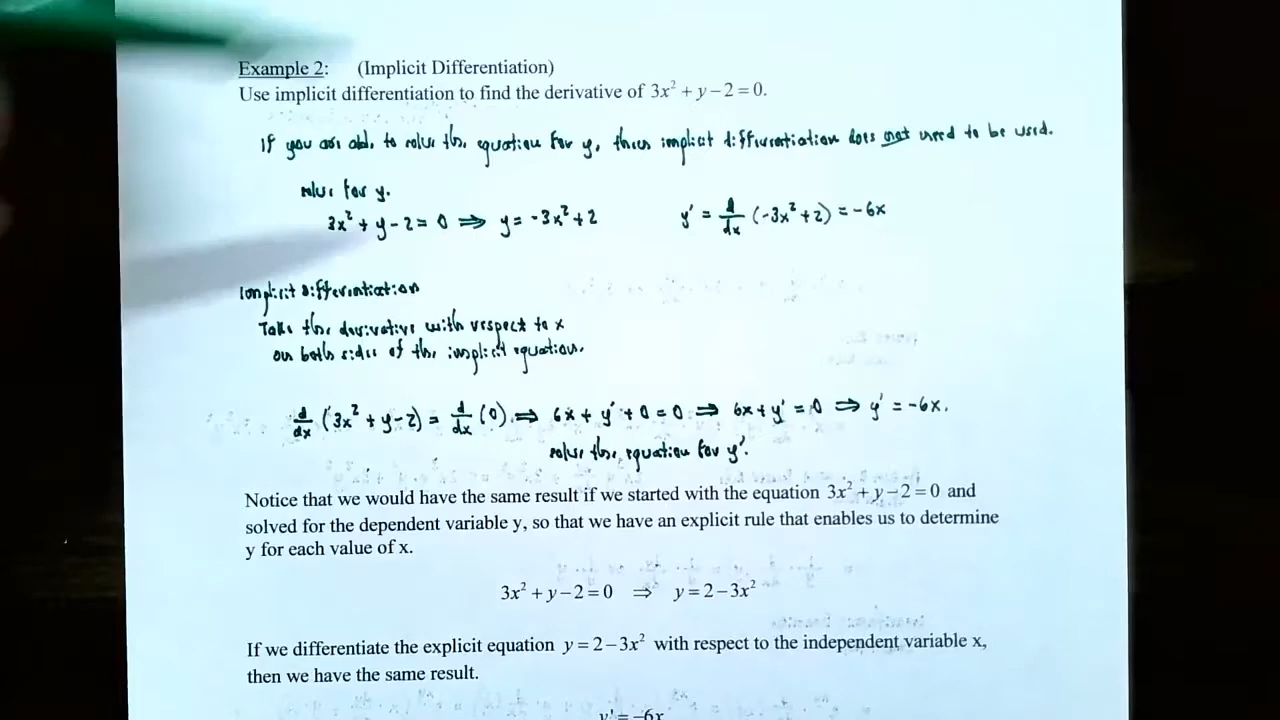 Example 2: (Implicit Differentiation)
Use implicit differentiation to find the derivative of 3x² + y − 2 = 0.
If you are able to solve the equation for y, then implicit differentiation does not need to be used.
solve for y.
3x² + y − 2 = 0 ⇒ y = −3x² + 2 y' = d/dx (−3x² + 2) = −6x
Implicit Differentiation
Take the derivative with respect to x
on both sides of the implicit equation.
d/dx (3x² + y − 2) = d/dx (0) ⇒ 6x + y' + 0 = 0 ⇒ 6x + y' = 0 ⇒ y' = −6x.
solve the equation for y'.
Notice that we would have the same result if we started with the equation 3x² + y − 2 = 0 and
solved for the dependent variable y, so that we have an explicit rule that enables us to determine
y for each value of x.
3x² + y − 2 = 0 ⇒ y = 2 − 3x²
If we differentiate the explicit equation y = 2 − 3x² with respect to the independent variable x,
then we have the same result.
y' = −6x